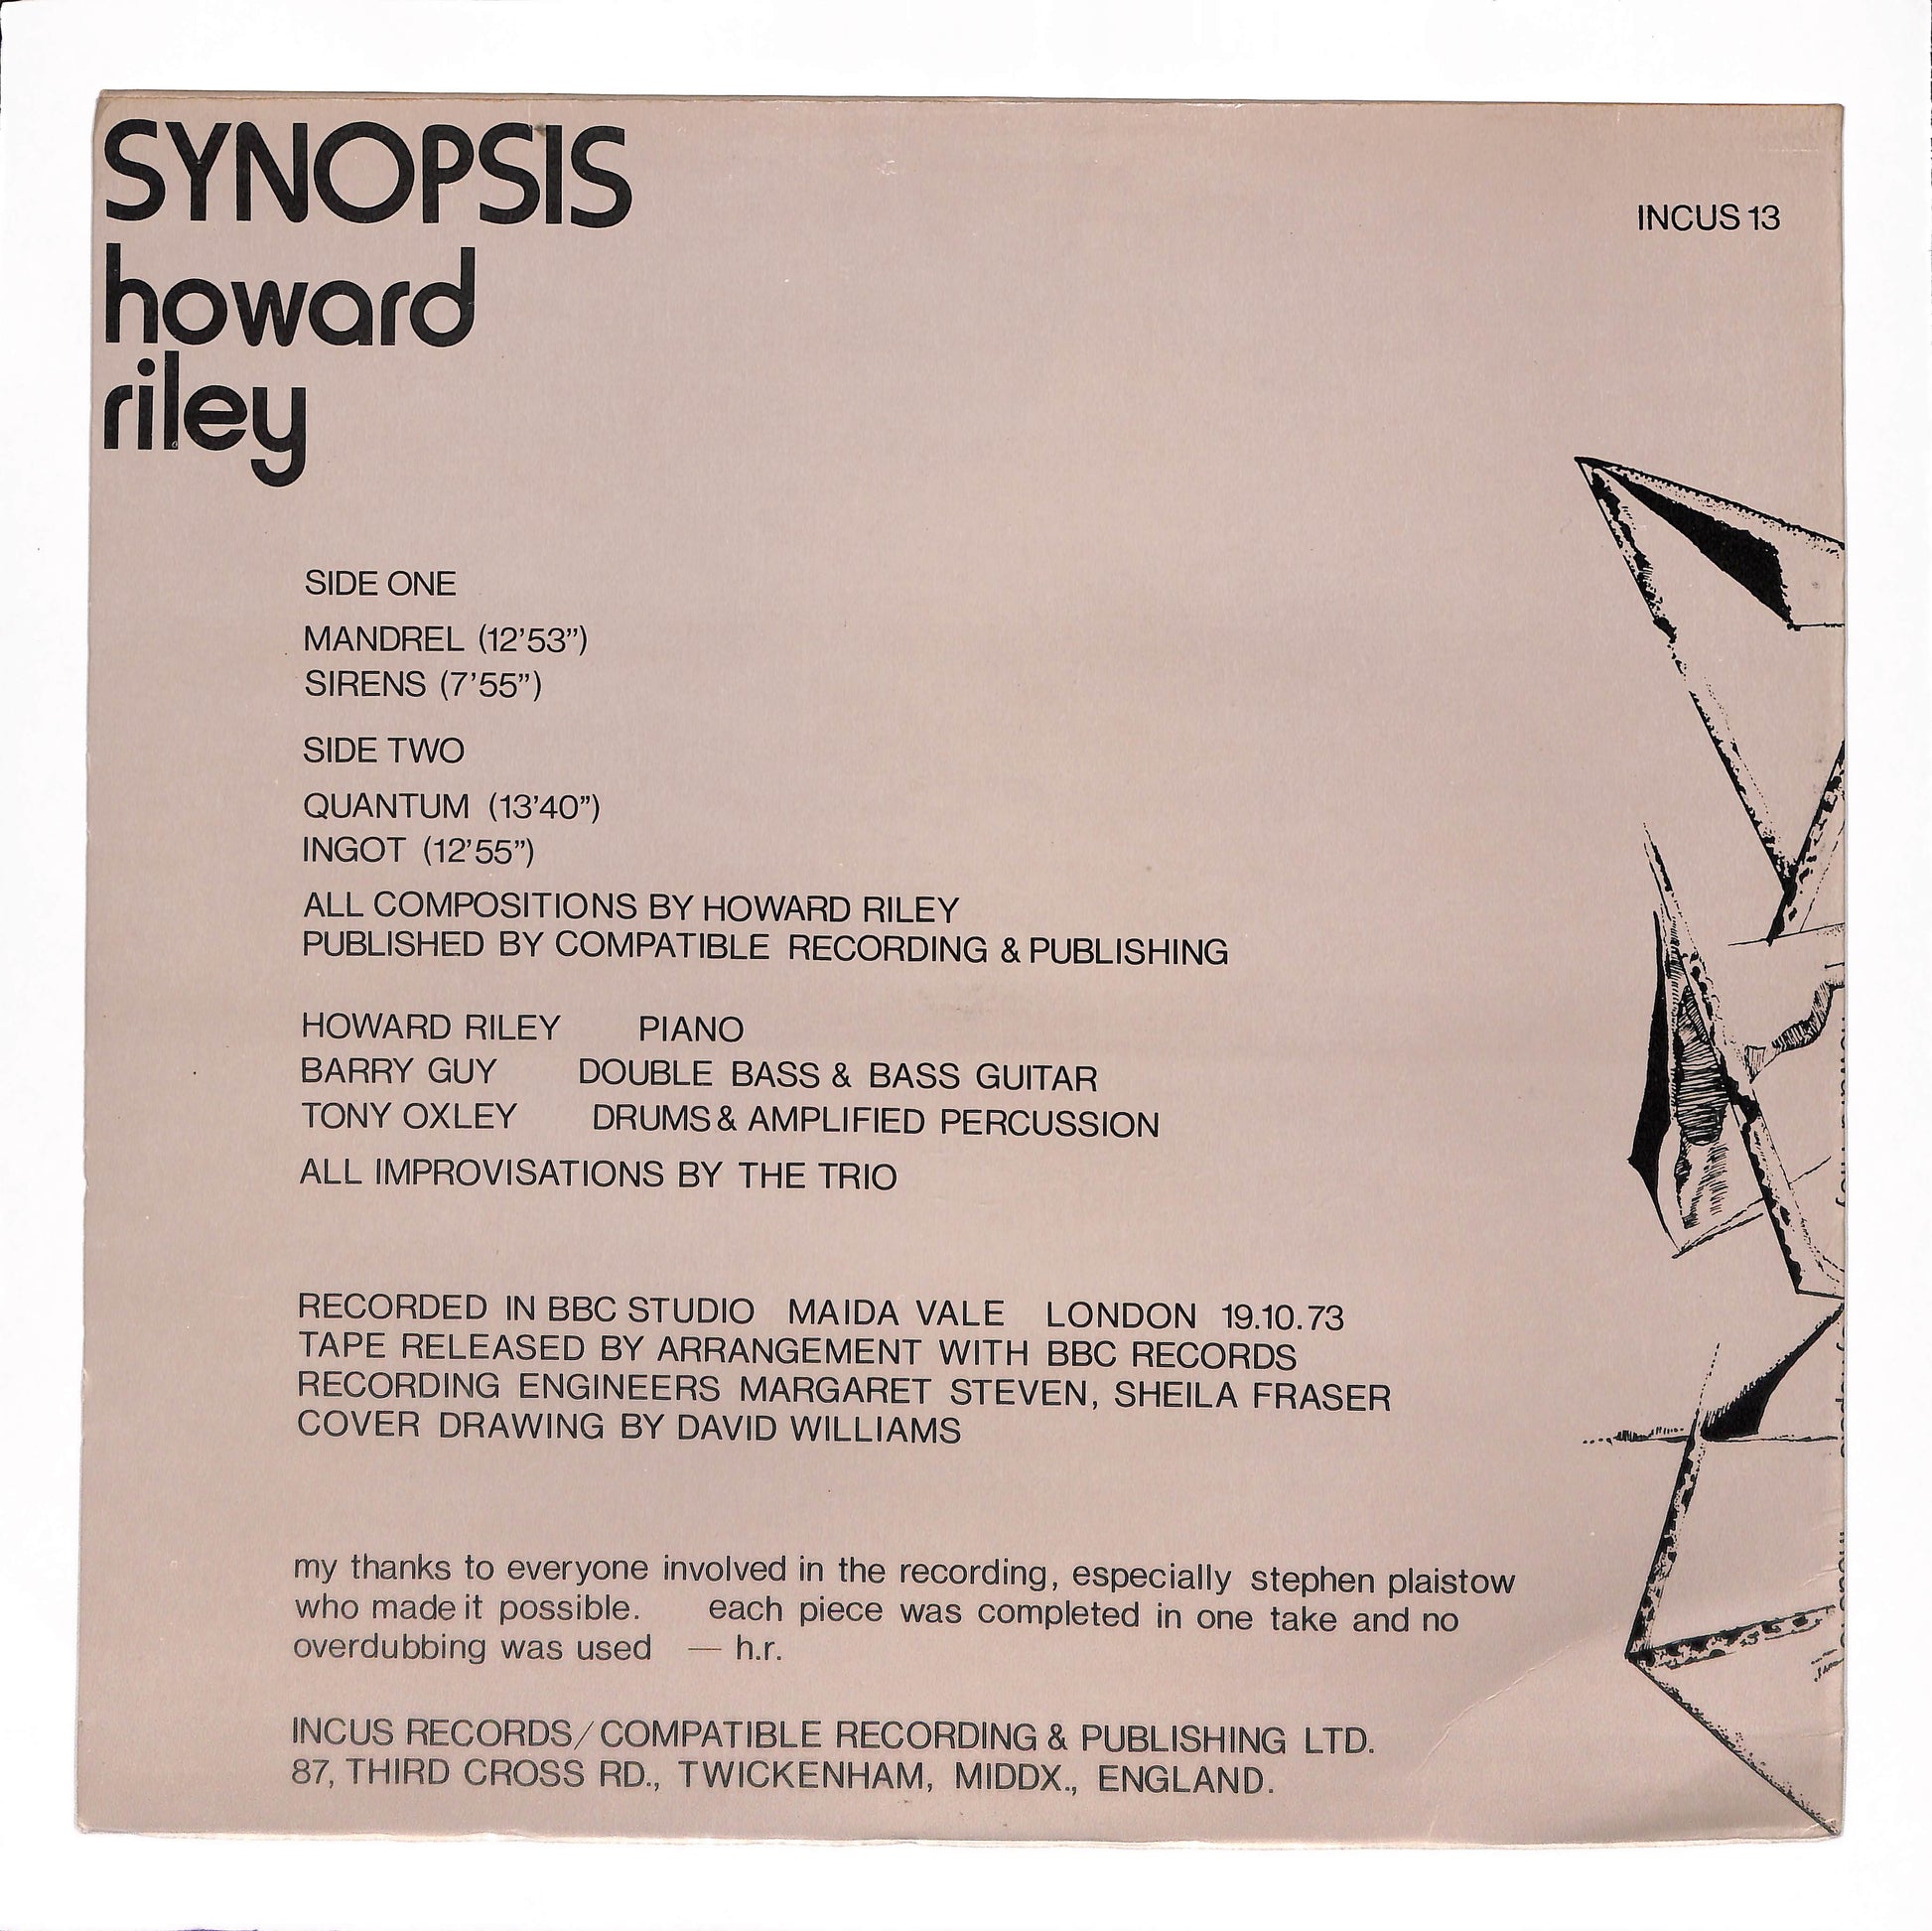 SYNOPSIS
howard
riley
INCUS 13
SIDE ONE
MANDREL (12’53”)
SIRENS (7’55”)
SIDE TWO
QUANTUM (13’40”)
INGOT (12’55”)
ALL COMPOSITIONS BY HOWARD RILEY
PUBLISHED BY COMPATIBLE RECORDING & PUBLISHING
HOWARD RILEY PIANO
BARRY GUY DOUBLE BASS & BASS GUITAR
TONY OXLEY DRUMS & AMPLIFIED PERCUSSION
ALL IMPROVISATIONS BY THE TRIO
RECORDED IN BBC STUDIO MAIDA VALE LONDON 19.10.73
TAPE RELEASED BY ARRANGEMENT WITH BBC RECORDS
RECORDING ENGINEERS MARGARET STEVEN, SHEILA FRASER
COVER DRAWING BY DAVID WILLIAMS
my thanks to everyone involved in the recording, especially stephen plaistow
who made it possible. each piece was completed in one take and no
overdubbing was used — h.r.
INCUS RECORDS/COMPATIBLE RECORDING & PUBLISHING LTD.
87, THIRD CROSS RD., TWICKENHAM, MIDDX., ENGLAND.